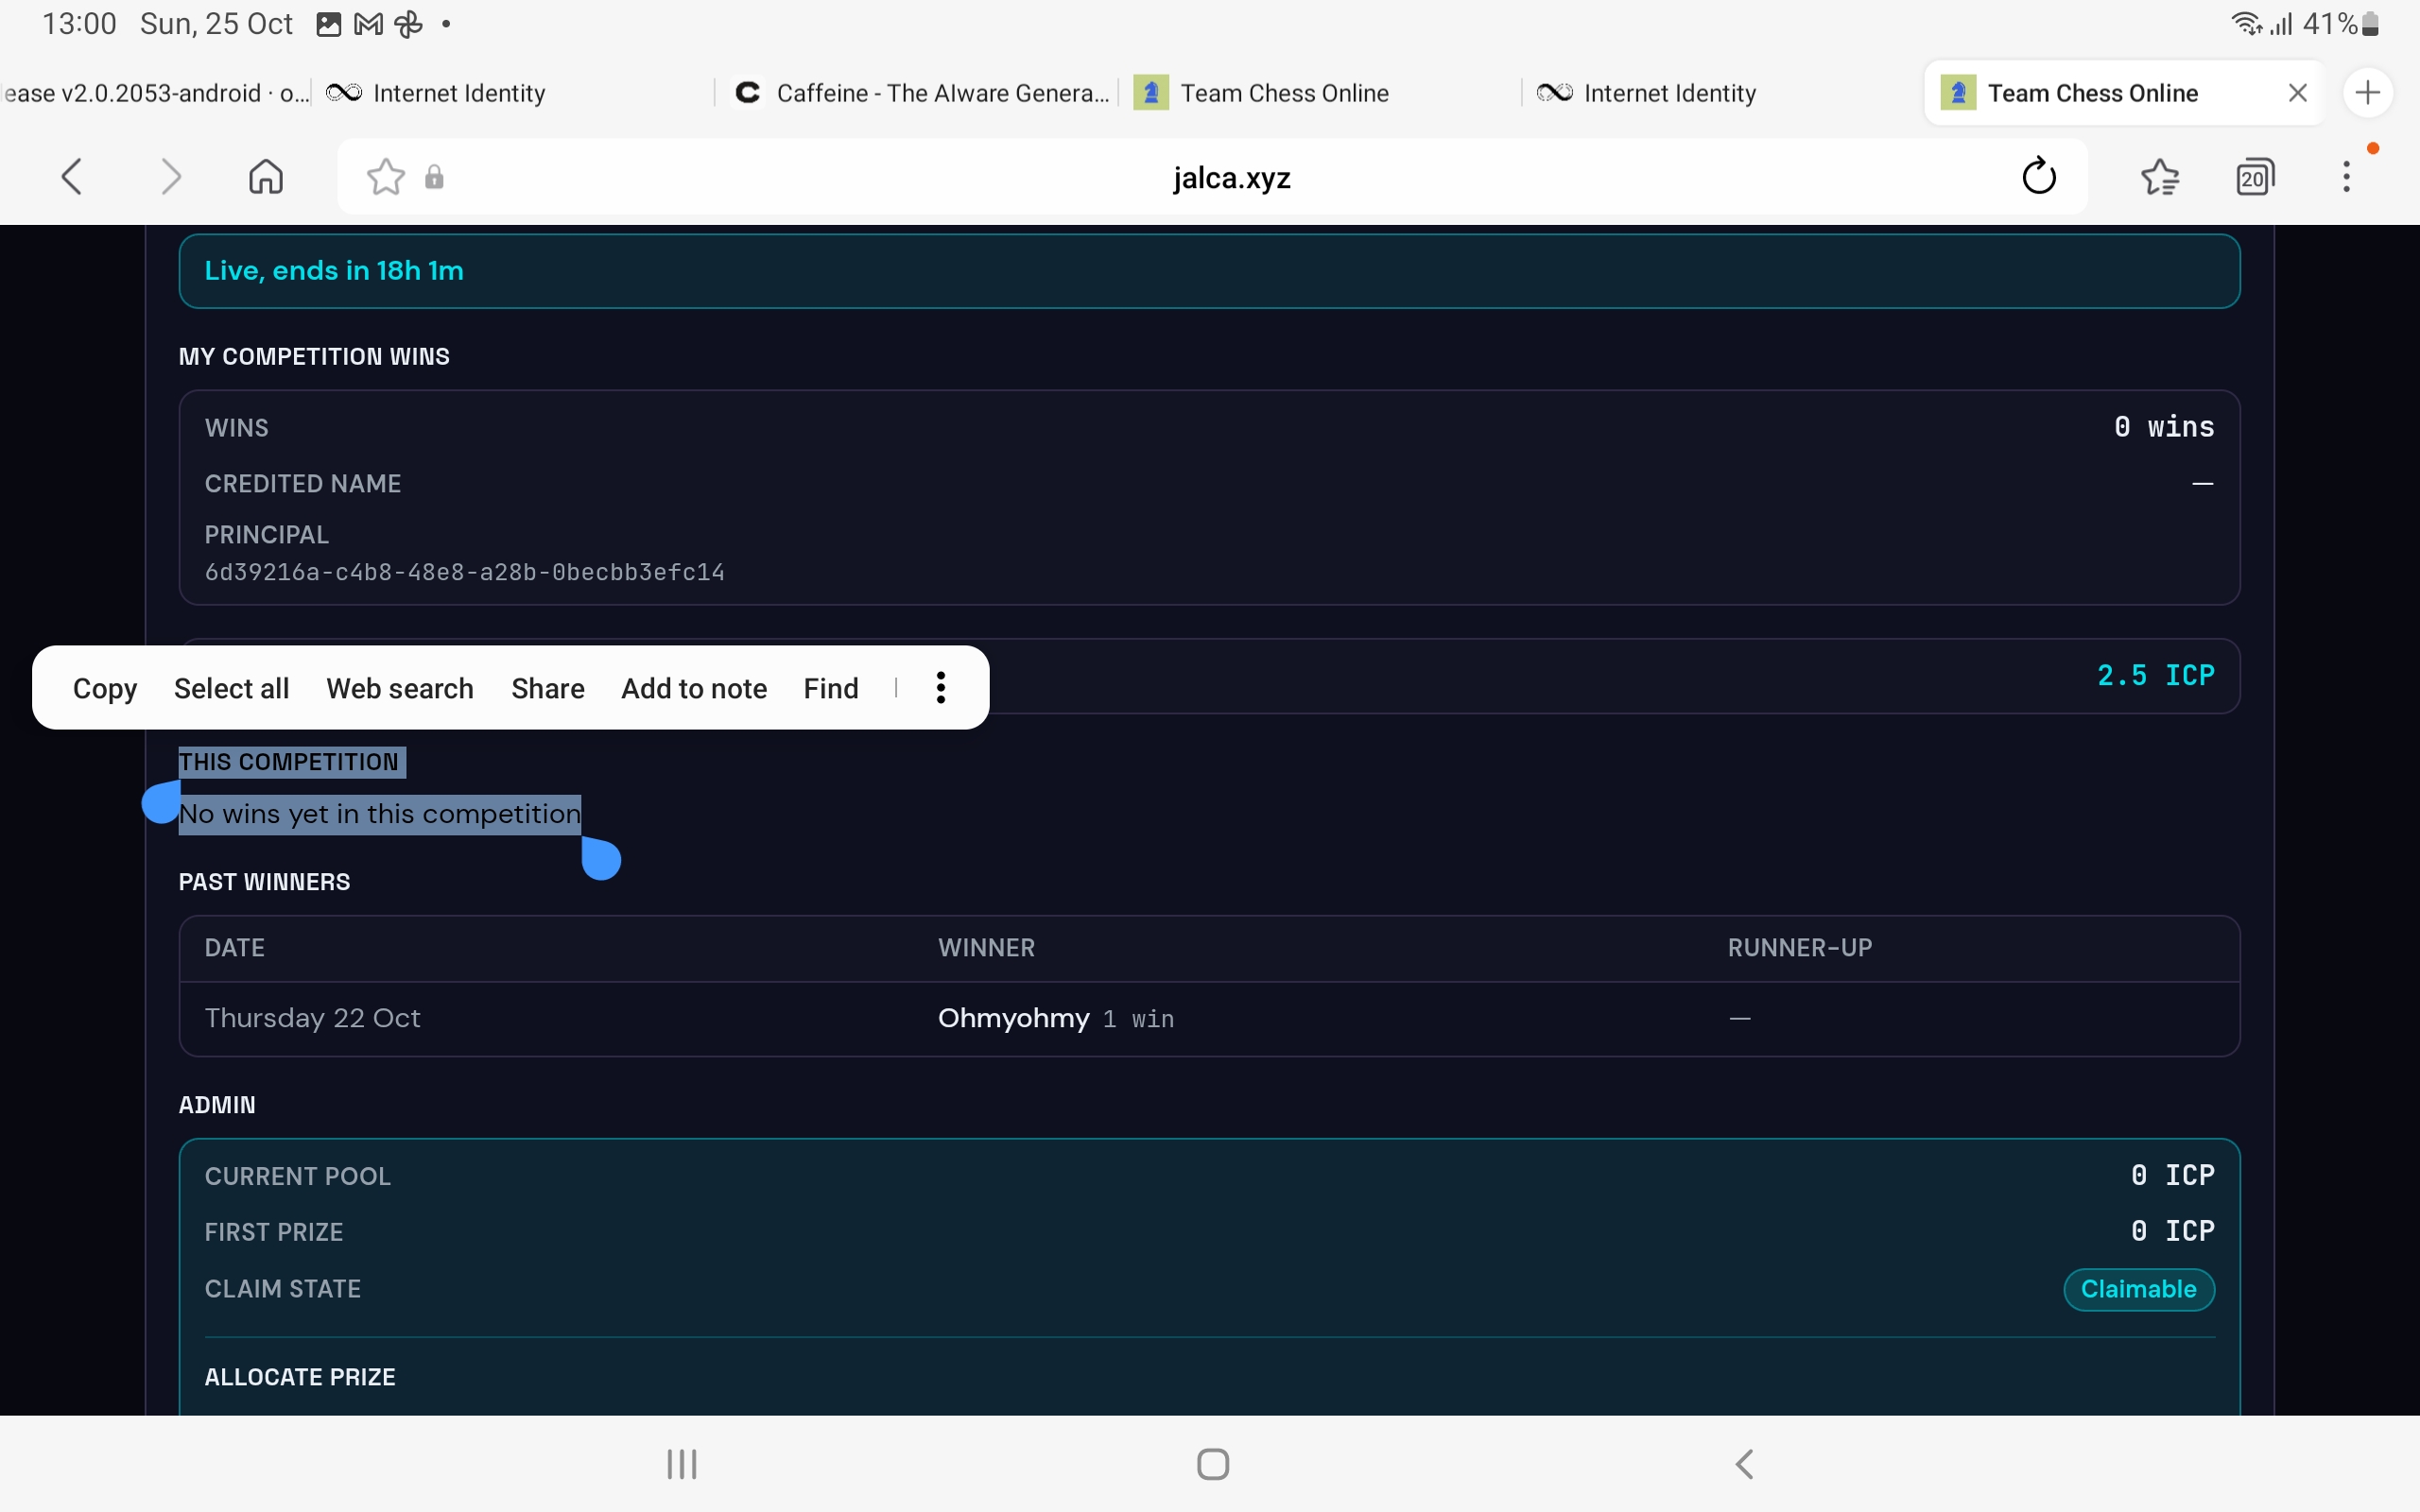 13:00 Sun, 25 Oct
41%
ease v2.0.2053-android · o...
Internet Identity
Caffeine - The AIware Genera...
Team Chess Online
Internet Identity
Team Chess Online
jalca.xyz
20
Live, ends in 18h 1m
MY COMPETITION WINS
WINS 0 wins
CREDITED NAME —
PRINCIPAL
6d39216a-c4b8-48e8-a28b-0becbb3efc14
Copy Select all Web search Share Add to note Find
2.5 ICP
THIS COMPETITION
No wins yet in this competition
PAST WINNERS
DATE WINNER RUNNER-UP
Thursday 22 Oct Ohmyohmy 1 win —
ADMIN
CURRENT POOL 0 ICP
FIRST PRIZE 0 ICP
CLAIM STATE Claimable
ALLOCATE PRIZE